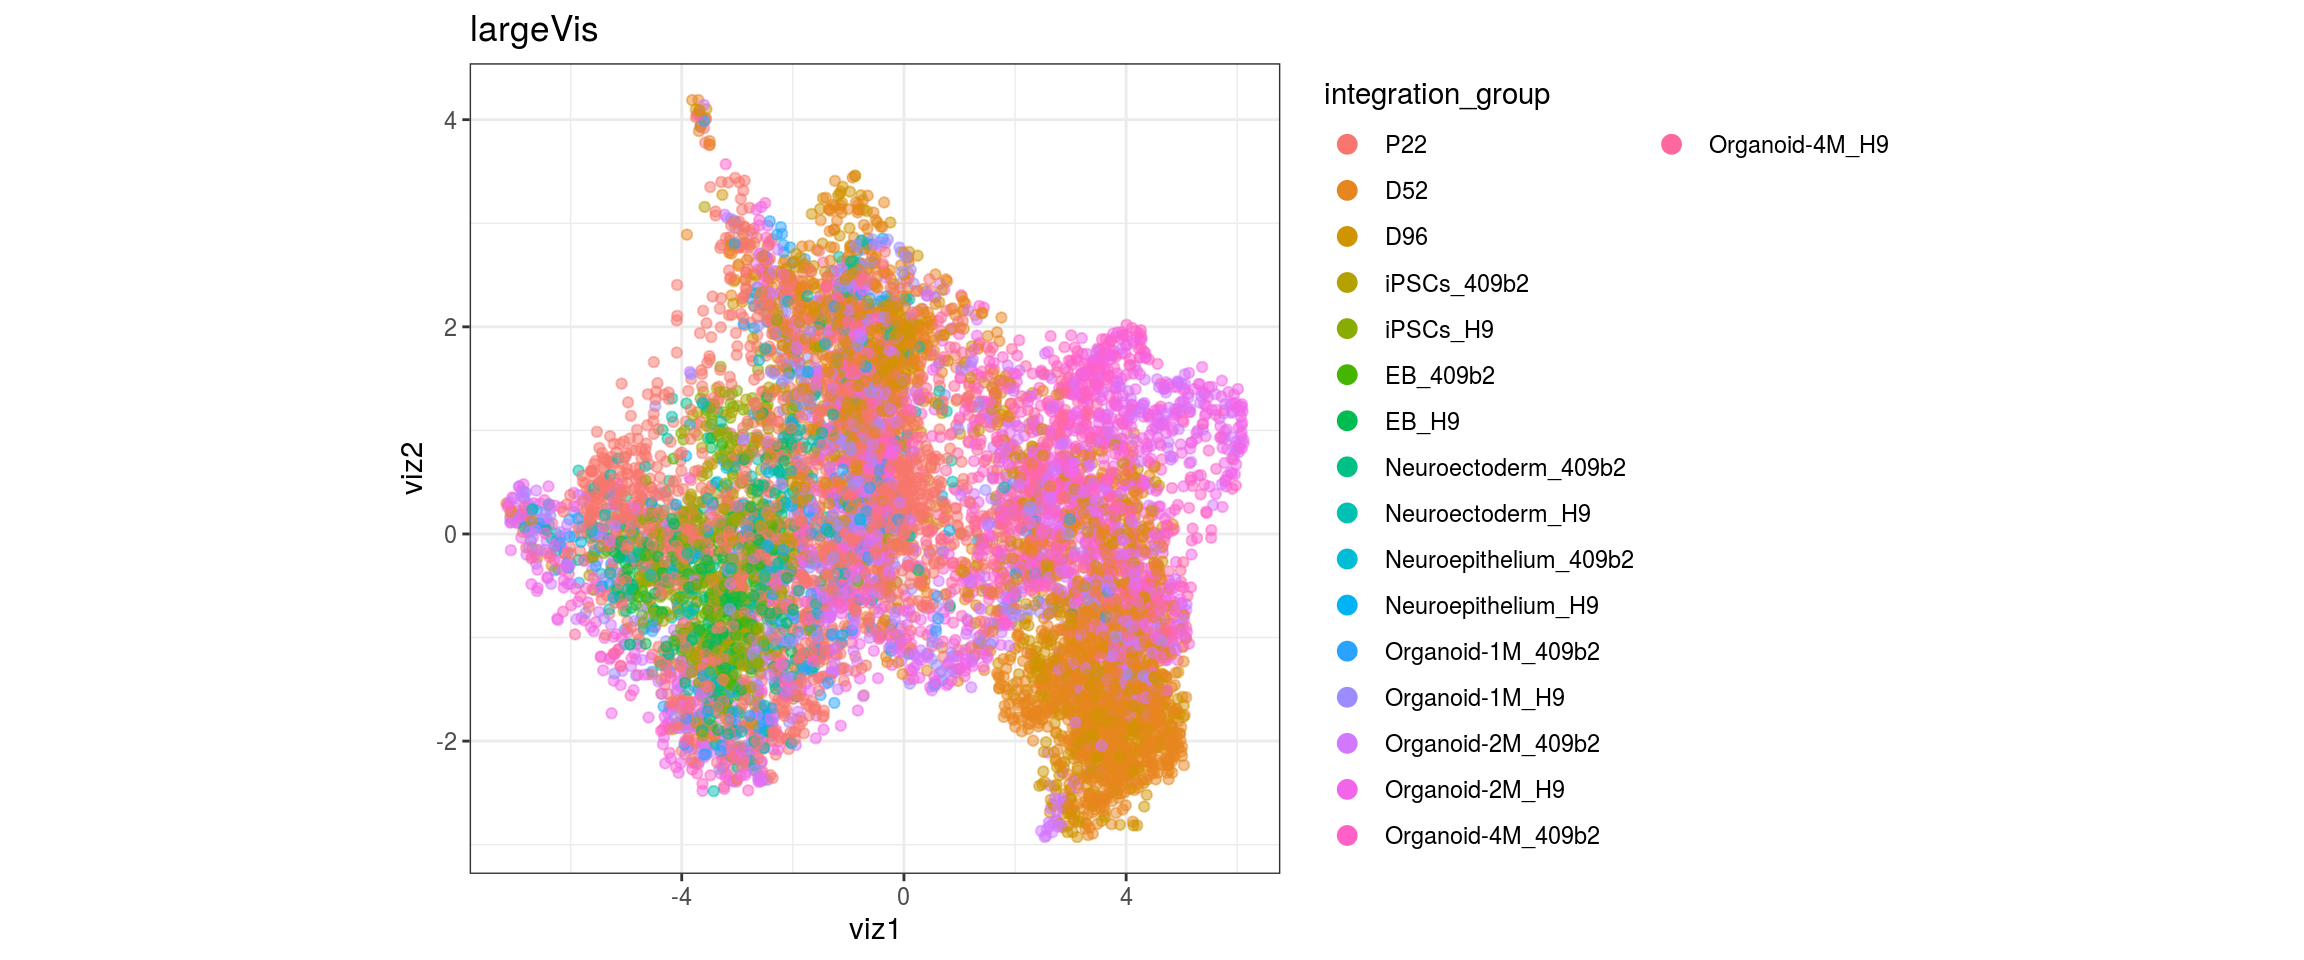 largeVis
viz2
4
2
0
-2
-4
0
4
viz1
integration_group
P22
D52
D96
iPSCs_409b2
iPSCs_H9
EB_409b2
EB_H9
Neuroectoderm_409b2
Neuroectoderm_H9
Neuroepithelium_409b2
Neuroepithelium_H9
Organoid-1M_409b2
Organoid-1M_H9
Organoid-2M_409b2
Organoid-2M_H9
Organoid-4M_409b2
Organoid-4M_H9